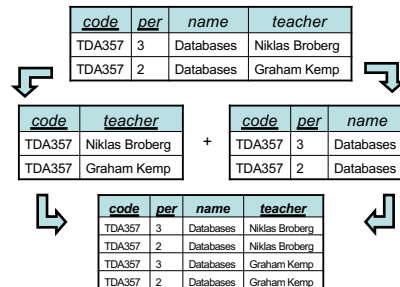 code per name teacher
TDA357 3 Databases Niklas Broberg
TDA357 2 Databases Graham Kemp
code teacher
TDA357 Niklas Broberg
TDA357 Graham Kemp
+
code per name
TDA357 3 Databases
TDA357 2 Databases
code per name teacher
TDA357 3 Databases Niklas Broberg
TDA357 2 Databases Niklas Broberg
TDA357 3 Databases Graham Kemp
TDA357 2 Databases Graham Kemp